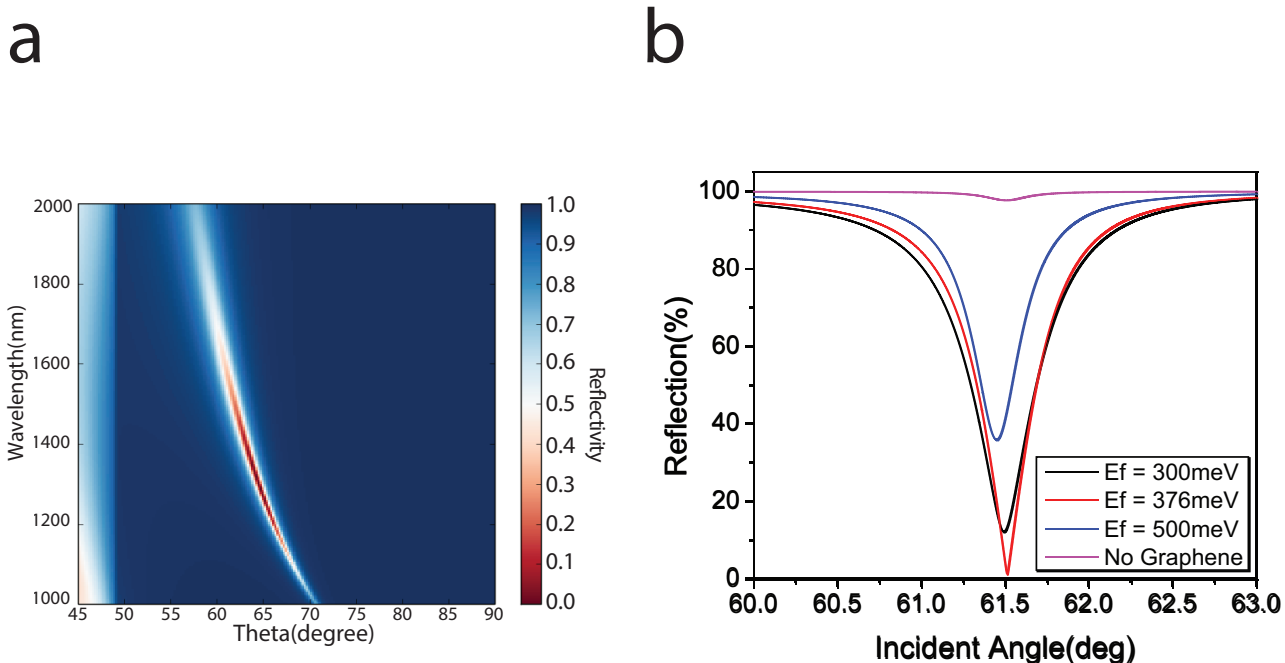 a
b
Wavelength(nm)
2000
1800
1600
1400
1200
1000
45 50 55 60 65 70 75 80 85 90
Theta(degree)
1.0
0.9
0.8
0.7
0.6
0.5
0.4
0.3
0.2
0.1
0.0
Reflectivity
Reflection(%)
100
80
60
40
20
0
60.0 60.5 61.0 61.5 62.0 62.5 63.0
Incident Angle(deg)
Ef = 300meV
Ef = 376meV
Ef = 500meV
No Graphene